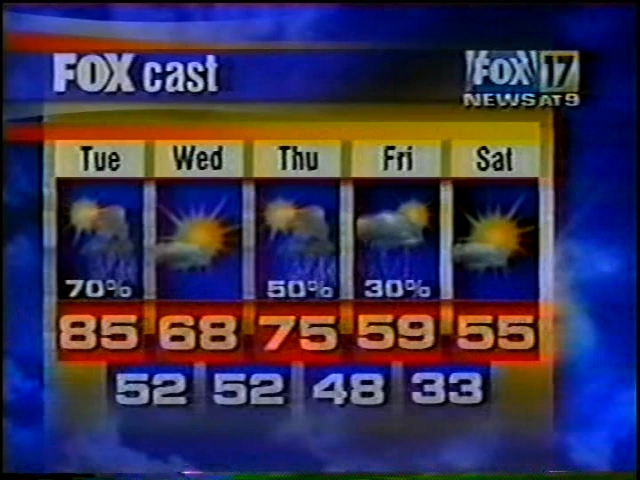 FOX cast
FOX 17
NEWS AT 9
Tue Wed Thu Fri Sat
70% 50% 30%
85 68 75 59 55
52 52 48 33